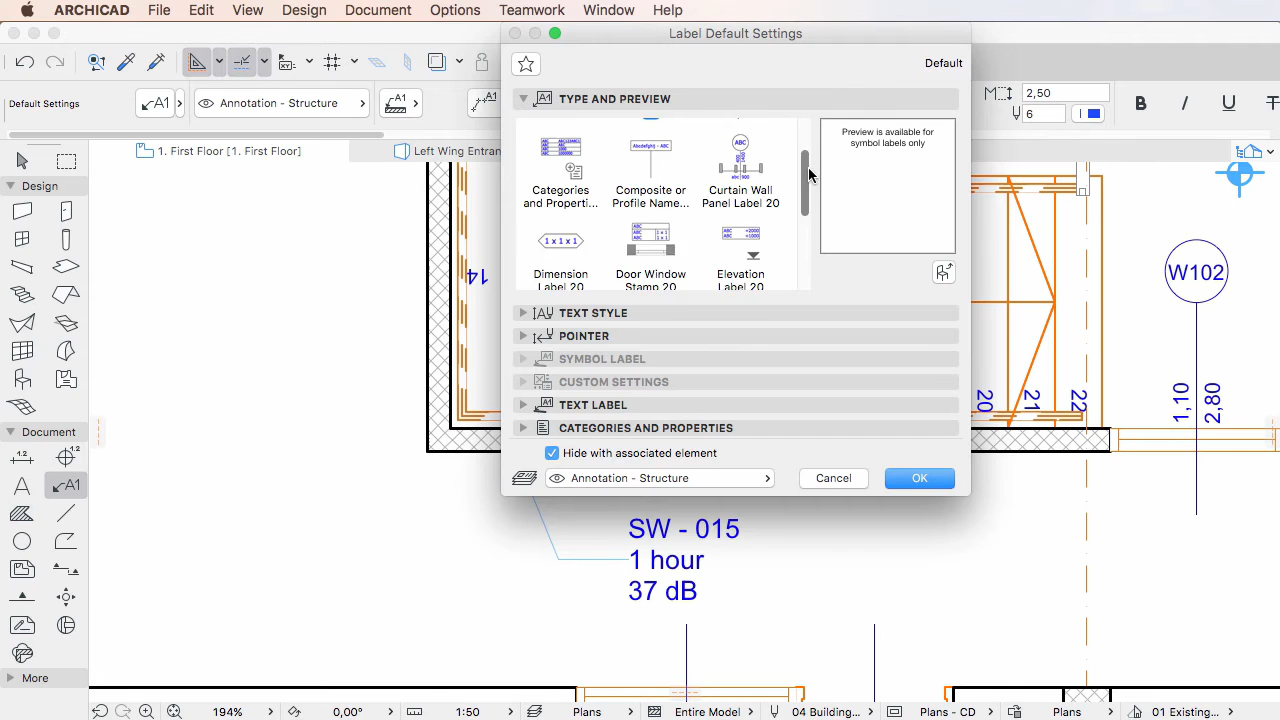 ARCHICAD File Edit View Design Document Options Teamwork Window Help
Label Default Settings
Default
Default Settings
A1
Annotation - Structure
A1
TYPE AND PREVIEW
2,50
6
B I T
1. First Floor [1. First Floor]
Left Wing Entran
Categories and Properti...
Composite or Profile Name...
Curtain Wall Panel Label 20
Preview is available for
symbol labels only
1 x 1 x 1
Dimension Label 20
Door Window Stamp 20
Elevation Label 20
TEXT STYLE
POINTER
SYMBOL LABEL
CUSTOM SETTINGS
TEXT LABEL
CATEGORIES AND PROPERTIES
Hide with associated element
Annotation - Structure
Cancel
OK
Design
Document
A1
More
14
20
21
22
W102
1,10
2,80
SW - 015
1 hour
37 dB
194% 0,00° 1:50 Plans Entire Model 04 Building... Plans - CD Plans 01 Existing...